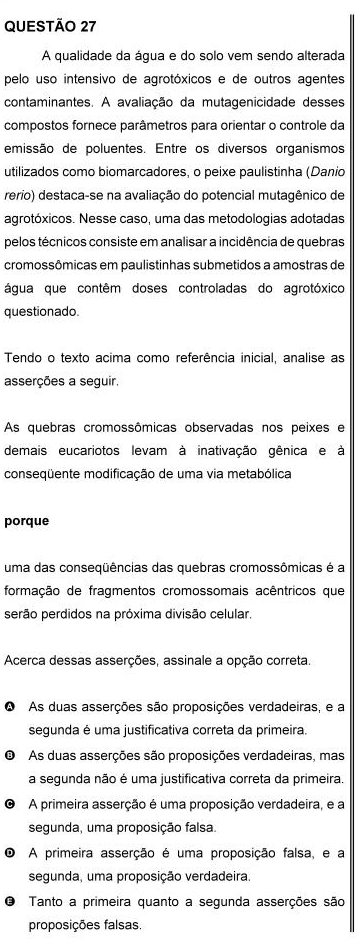 QUESTÃO 27
A qualidade da água e do solo vem sendo alterada
pelo uso intensivo de agrotóxicos e de outros agentes
contaminantes. A avaliação da mutagenicidade desses
compostos fornece parâmetros para orientar o controle da
emissão de poluentes. Entre os diversos organismos
utilizados como biomarcadores, o peixe paulistinha (Danio
rerio) destaca-se na avaliação do potencial mutagênico de
agrotóxicos. Nesse caso, uma das metodologias adotadas
pelos técnicos consiste em analisar a incidência de quebras
cromossômicas em paulistinhas submetidos a amostras de
água que contêm doses controladas do agrotóxico
questionado.
Tendo o texto acima como referência inicial, analise as
asserções a seguir.
As quebras cromossômicas observadas nos peixes e
demais eucariotos levam à inativação gênica e à
conseqüente modificação de uma via metabólica
porque
uma das conseqüências das quebras cromossômicas é a
formação de fragmentos cromossomais acêntricos que
serão perdidos na próxima divisão celular.
Acerca dessas asserções, assinale a opção correta.
A As duas asserções são proposições verdadeiras, e a
segunda é uma justificativa correta da primeira.
B As duas asserções são proposições verdadeiras, mas
a segunda não é uma justificativa correta da primeira.
C A primeira asserção é uma proposição verdadeira, e a
segunda, uma proposição falsa.
D A primeira asserção é uma proposição falsa, e a
segunda, uma proposição verdadeira.
E Tanto a primeira quanto a segunda asserções são
proposições falsas.